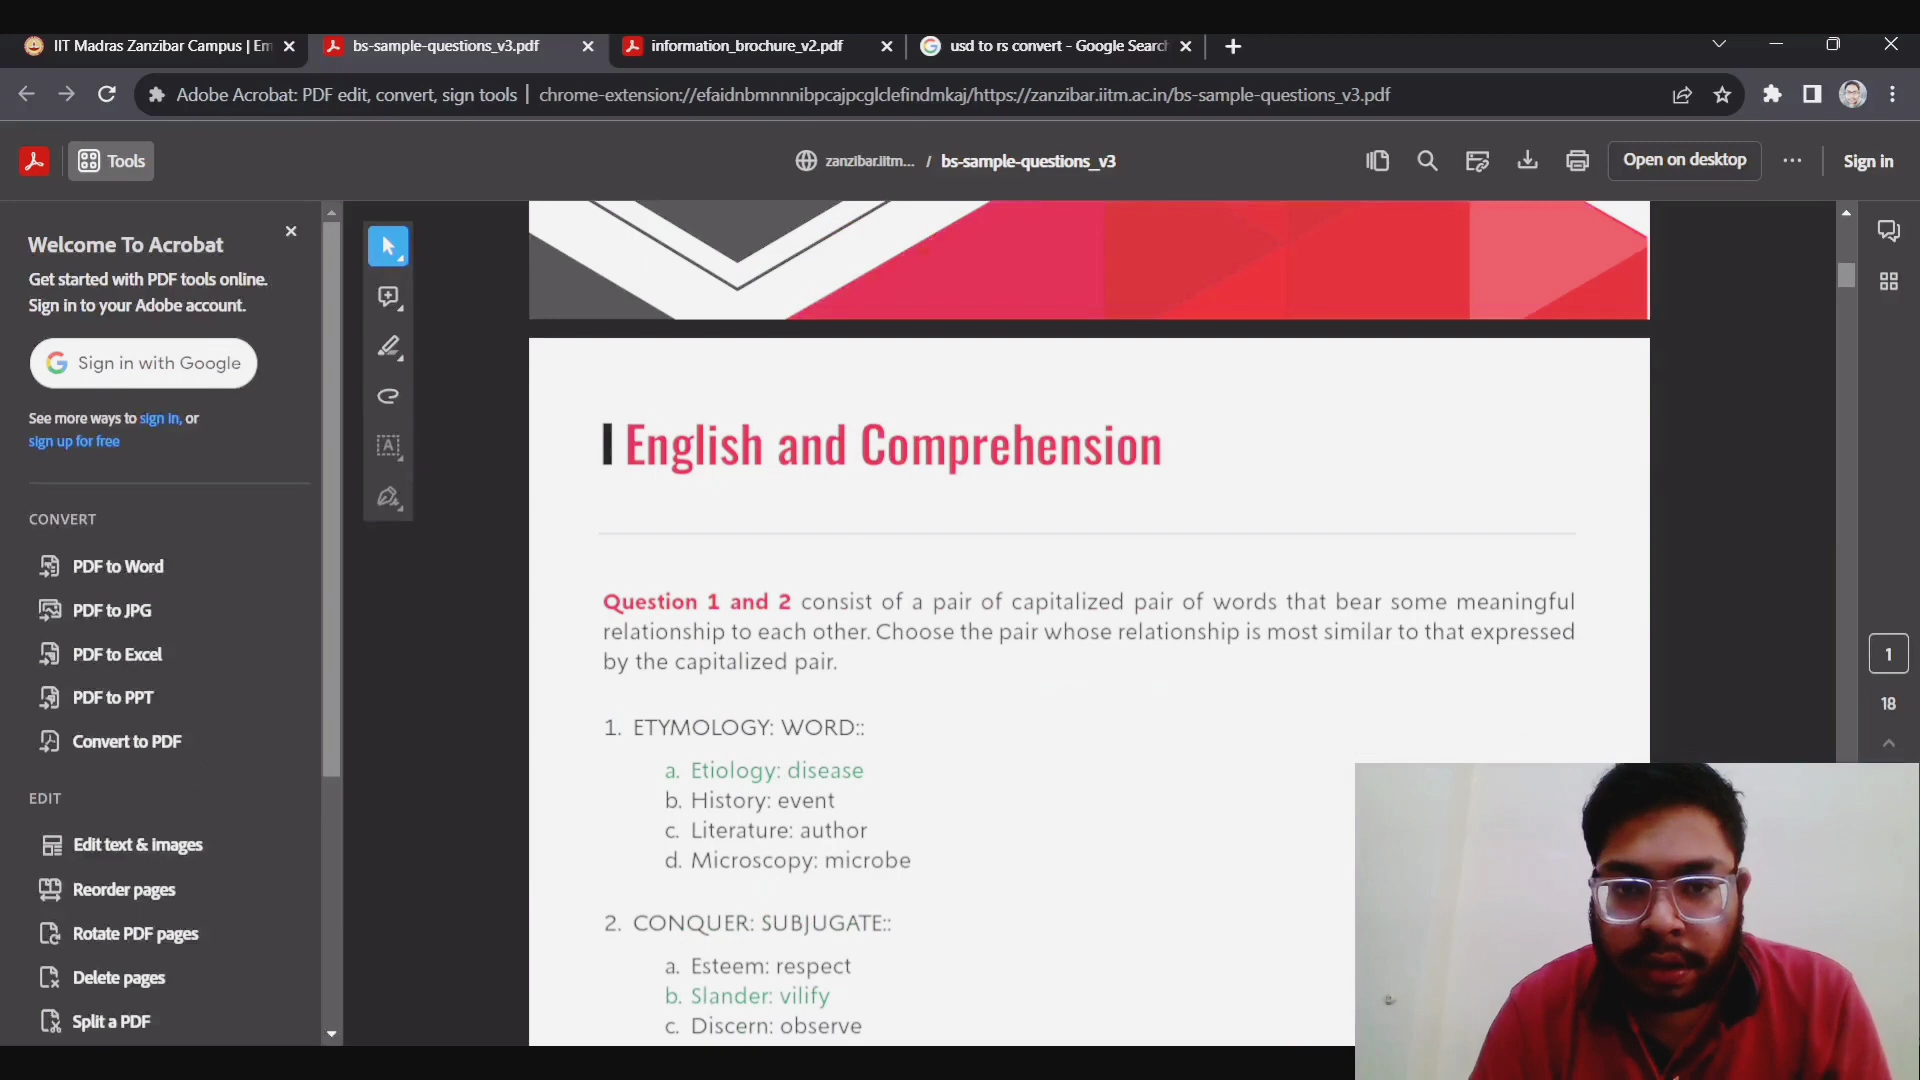 IIT Madras Zanzibar Campus | Em
bs-sample-questions_v3.pdf
information_brochure_v2.pdf
usd to rs convert - Google Search
Adobe Acrobat: PDF edit, convert, sign tools | chrome-extension://efaidnbmnnnibpcajpcglclefindmkaj/https://zanzibar.iitm.ac.in/bs-sample-questions_v3.pdf
Tools
zanzibar.iitm... / bs-sample-questions_v3
Open on desktop
Sign in
Welcome To Acrobat
Get started with PDF tools online.
Sign in to your Adobe account.
Sign in with Google
See more ways to sign in, or
sign up for free
CONVERT
PDF to Word
PDF to JPG
PDF to Excel
PDF to PPT
Convert to PDF
EDIT
Edit text & images
Reorder pages
Rotate PDF pages
Delete pages
Split a PDF
English and Comprehension
Question 1 and 2 consist of a pair of capitalized pair of words that bear some meaningful
relationship to each other. Choose the pair whose relationship is most similar to that expressed
by the capitalized pair.
1. ETYMOLOGY: WORD::
a. Etiology: disease
b. History: event
c. Literature: author
d. Microscopy: microbe
2. CONQUER: SUBJUGATE::
a. Esteem: respect
b. Slander: vilify
c. Discern: observe
1
18